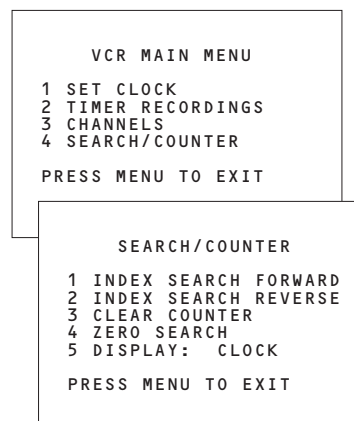 VCR MAIN MENU
1 SET CLOCK
2 TIMER RECORDINGS
3 CHANNELS
4 SEARCH/COUNTER
PRESS MENU TO EXIT
SEARCH/COUNTER
1 INDEX SEARCH FORWARD
2 INDEX SEARCH REVERSE
3 CLEAR COUNTER
4 ZERO SEARCH
5 DISPLAY: CLOCK
PRESS MENU TO EXIT